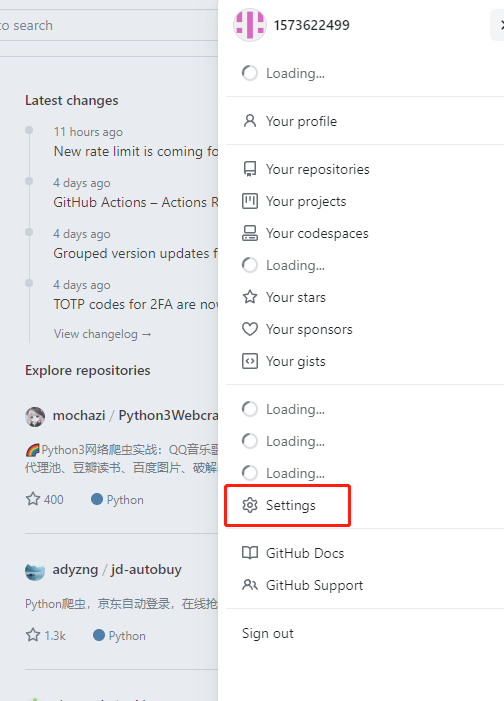 to search
Latest changes
11 hours ago
New rate limit is coming fo
4 days ago
GitHub Actions – Actions R
4 days ago
Grouped version updates f
4 days ago
TOTP codes for 2FA are nov
View changelog →
Explore repositories
mochazi / Python3Webcra
🌈Python3网络爬虫实战：QQ音乐歌
代理池、豆瓣读书、百度图片、破解
400 Python
adyzng / jd-autobuy
Python爬虫，京东自动登录，在线抢
1.3k Python
1573622499
Loading...
Your profile
Your repositories
Your projects
Your codespaces
Loading...
Your stars
Your sponsors
Your gists
Loading...
Loading...
Loading...
Settings
GitHub Docs
GitHub Support
Sign out